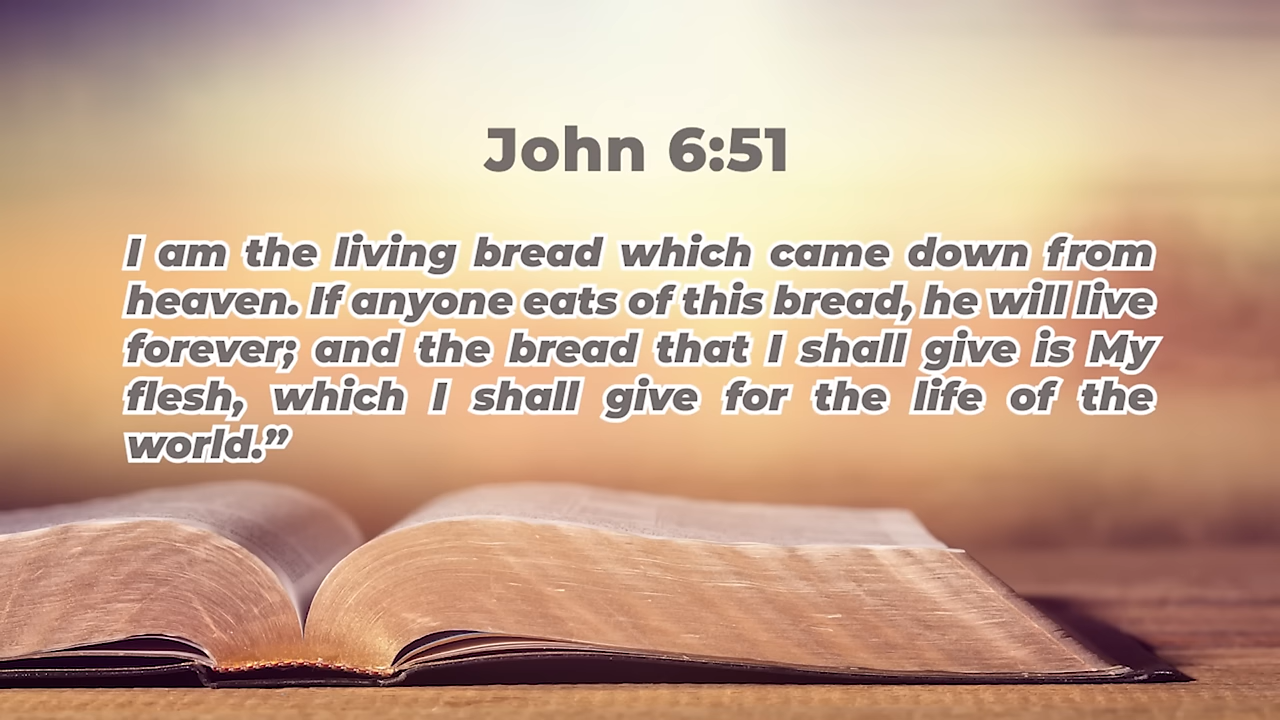 John 6:51
I am the living bread which came down from
heaven. If anyone eats of this bread, he will live
forever; and the bread that I shall give is My
flesh, which I shall give for the life of the
world.”